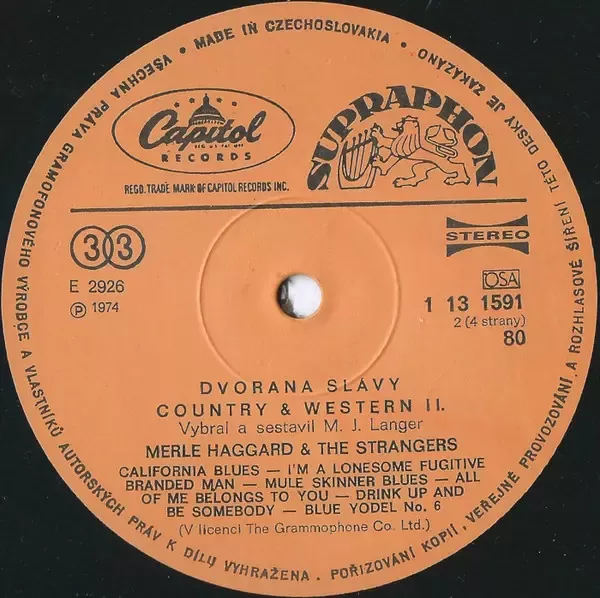 VŠECHNA PRÁVA GRAMOFONOVÉHO VÝROBCE A VLASTNÍKŮ AUTORSKÝCH PRÁV K DÍLU VYHRAŽENA . POŘIZOVÁNÍ KOPIÍ, VEŘEJNÉ PROVOZOVÁNÍ A ROZHLASOVÉ ŠÍŘENÍ TÉTO DESKY JE ZAKÁZÁNO
• MADE IN CZECHOSLOVAKIA •
Capitol
RECORDS
REG. TRADE MARK OF CAPITOL RECORDS INC.
SUPRAPHON
33
STEREO
E 2926
℗ 1974
OSA
1 13 1591
2 (4 strany)
80
DVORANA SLÁVY
COUNTRY & WESTERN II.
Vybral a sestavil M. J. Langer
MERLE HAGGARD & THE STRANGERS
CALIFORNIA BLUES — I'M A LONESOME FUGITIVE
BRANDED MAN — MULE SKINNER BLUES — ALL
OF ME BELONGS TO YOU — DRINK UP AND
BE SOMEBODY — BLUE YODEL No. 6
(V licenci The Grammophone Co. Ltd.)